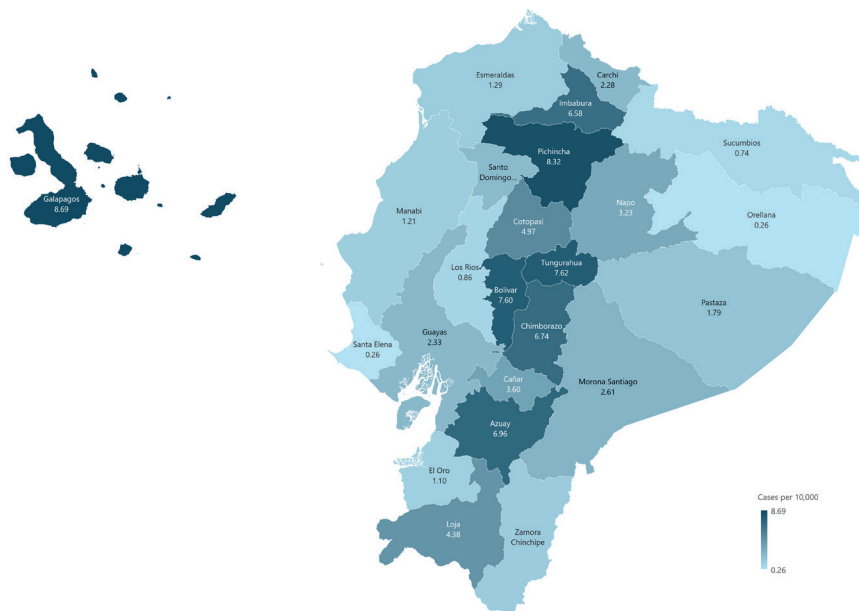 Esmeraldas
1.29
Carchi
2.28
Imbabura
6.58
Sucumbios
0.74
Pichincha
8.32
Santo
Domingo...
Galapagos
8.69
Manabí
1.21
Napo
3.23
Orellana
0.26
Cotopaxi
4.97
Los Rios
0.86
Tungurahua
7.62
Bolivar
7.60
Pastaza
1.79
Guayas
2.33
Chimborazo
6.74
Santa Elena
0.26
Cañar
3.60
Morona Santiago
2.61
Azuay
6.96
El Oro
1.10
Loja
4.38
Zamora
Chinchipe
Cases per 10,000
8.69
0.26